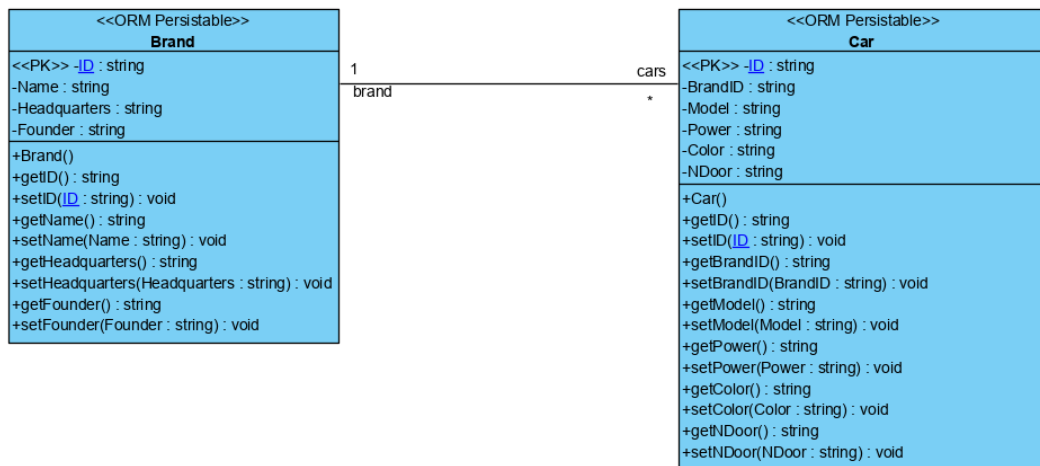 <<ORM Persistable>>
Brand
<<PK>> -ID : string
-Name : string
-Headquarters : string
-Founder : string
+Brand()
+getID() : string
+setID(ID : string) : void
+getName() : string
+setName(Name : string) : void
+getHeadquarters() : string
+setHeadquarters(Headquarters : string) : void
+getFounder() : string
+setFounder(Founder : string) : void
1
brand
cars
*
<<ORM Persistable>>
Car
<<PK>> -ID : string
-BrandID : string
-Model : string
-Power : string
-Color : string
-NDoor : string
+Car()
+getID() : string
+setID(ID : string) : void
+getBrandID() : string
+setBrandID(BrandID : string) : void
+getModel() : string
+setModel(Model : string) : void
+getPower() : string
+setPower(Power : string) : void
+getColor() : string
+setColor(Color : string) : void
+getNDoor() : string
+setNDoor(NDoor : string) : void